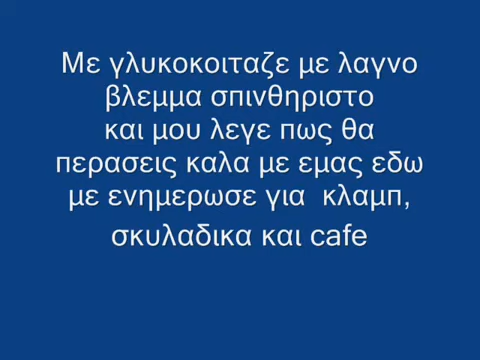 Με γλυκοκοιταζε με λαγνο
βλεμμα σπινθηριστο
και μου λεγε πως θα
περασεις καλα με εμας εδω
με ενημερωσε για  κλαμπ,
σκυλαδικα και cafe